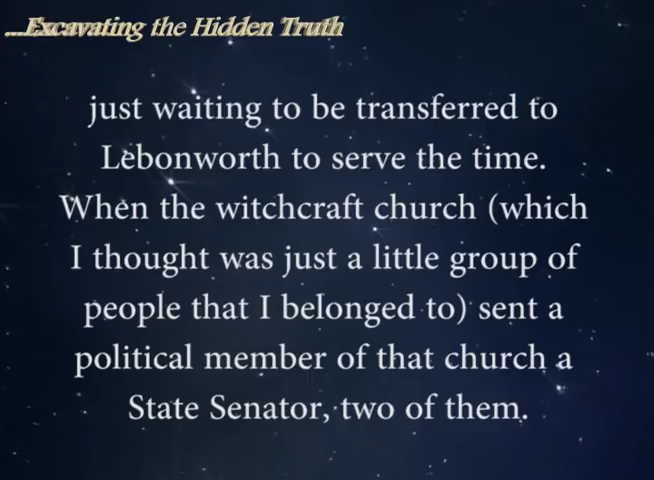 ...Excavating the Hidden Truth
just waiting to be transferred to
Lebonworth to serve the time.
When the witchcraft church (which
I thought was just a little group of
people that I belonged to) sent a
political member of that church a
State Senator, two of them.